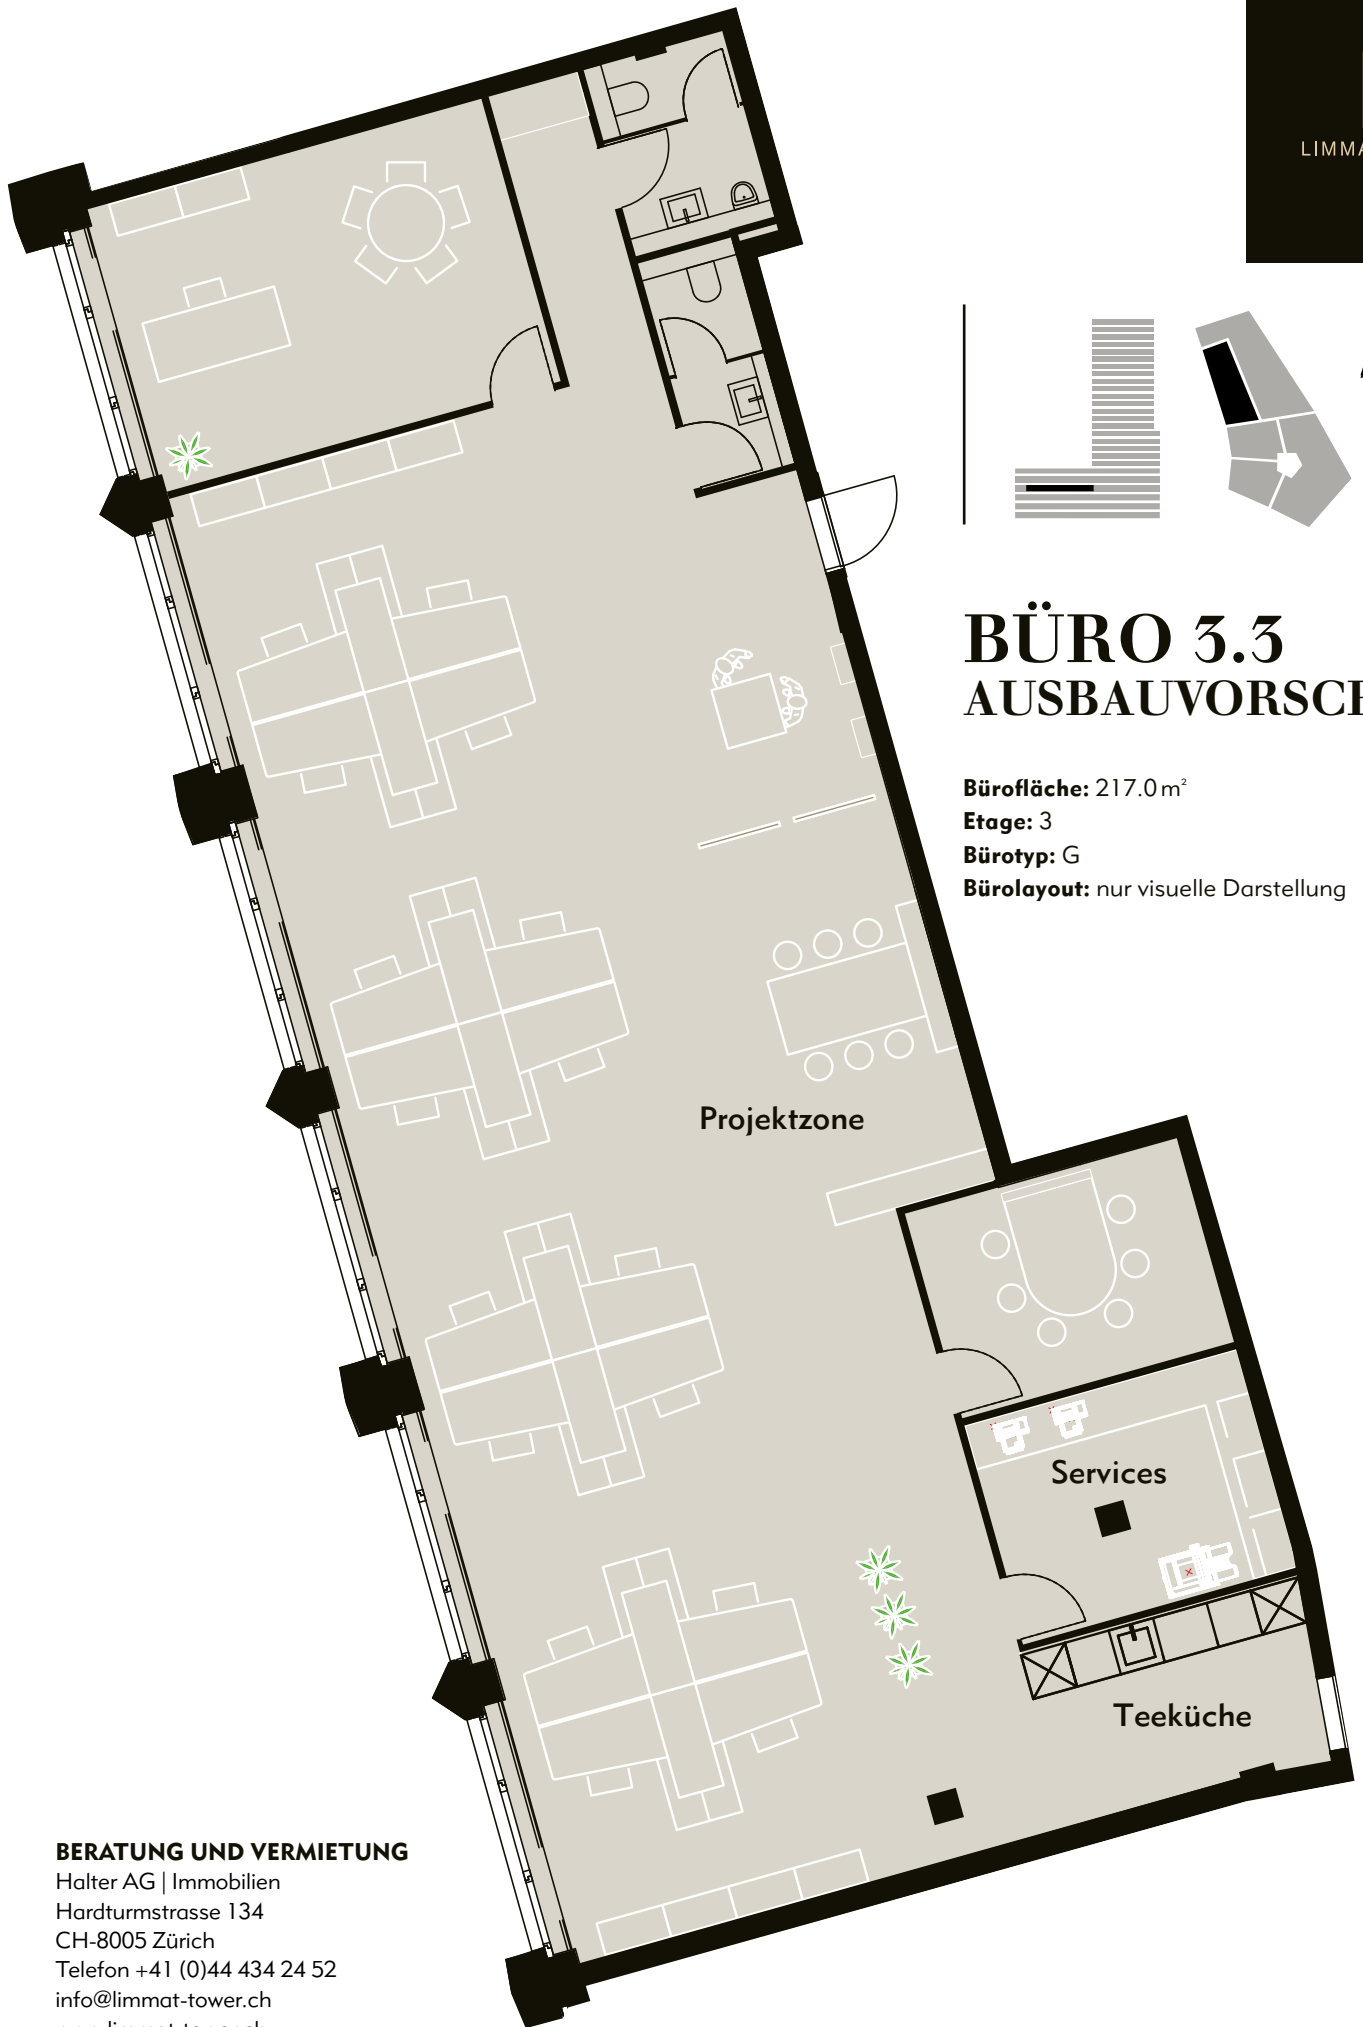 BÜRO 3.3
Bürofläche: 217.0 m²
Etage: 3
Bürotyp: G
Bürolayout: nur visuelle Darstellung
Projektzone
Services
Teeküche
BERATUNG UND VERMIETUNG
Halter AG | Immobilien
Hardturmstrasse 134
CH-8005 Zürich
Telefon +41 (0)44 434 24 52
info@limmat-tower.ch